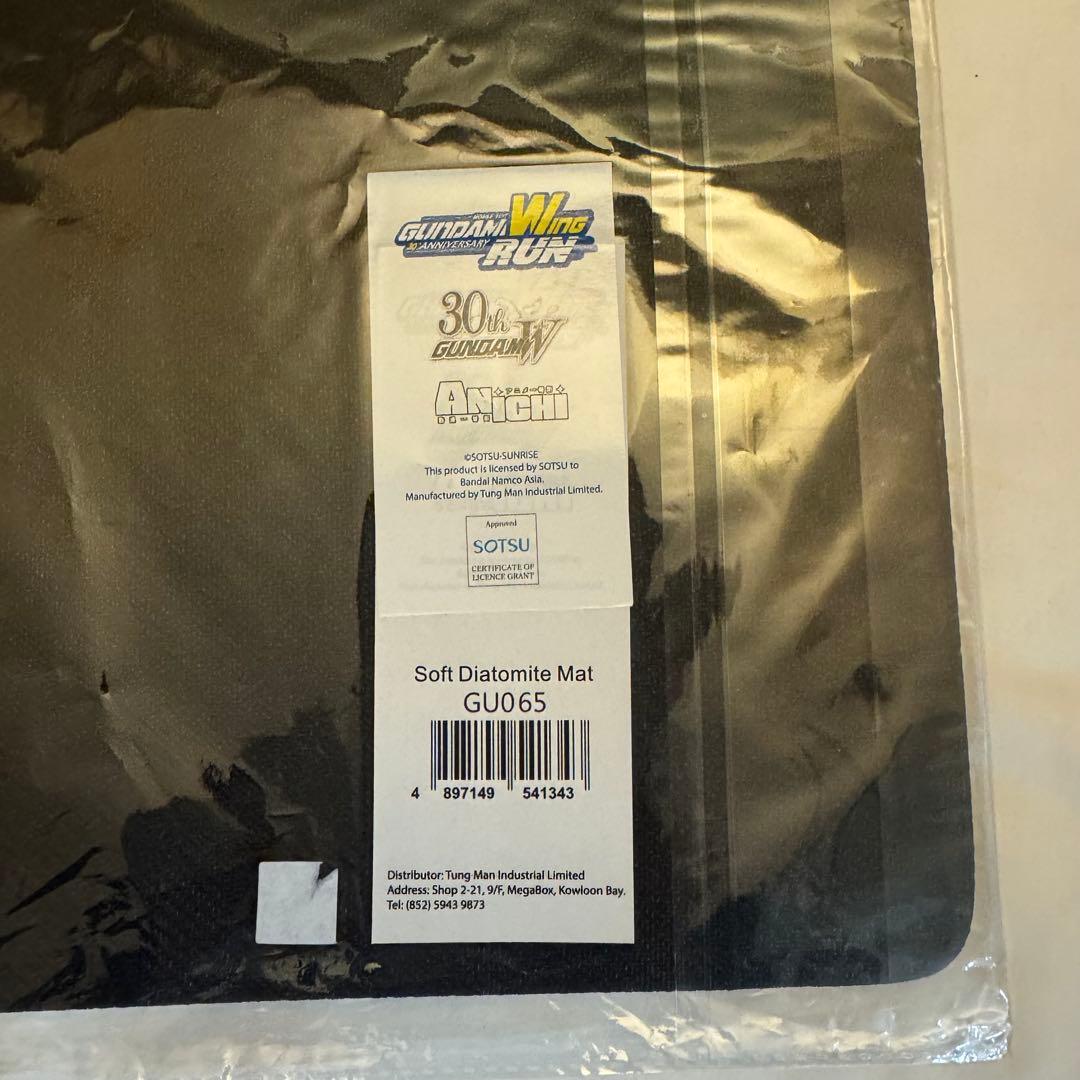 GUNDAM WING
30th ANNIVERSARY RUN
30th
GUNDAM W
ANICHI
©SOTSU·SUNRISE
This product is licensed by SOTSU to
Bandai Namco Asia.
Manufactured by Tung Man Industrial Limited.
Approved
SOTSU
CERTIFICATE OF
LICENCE GRANT
Soft Diatomite Mat
GU065
4 897149 541343
Distributor: Tung Man Industrial Limited
Address: Shop 2-21, 9/F, MegaBox, Kowloon Bay.
Tel: (852) 5943 9873